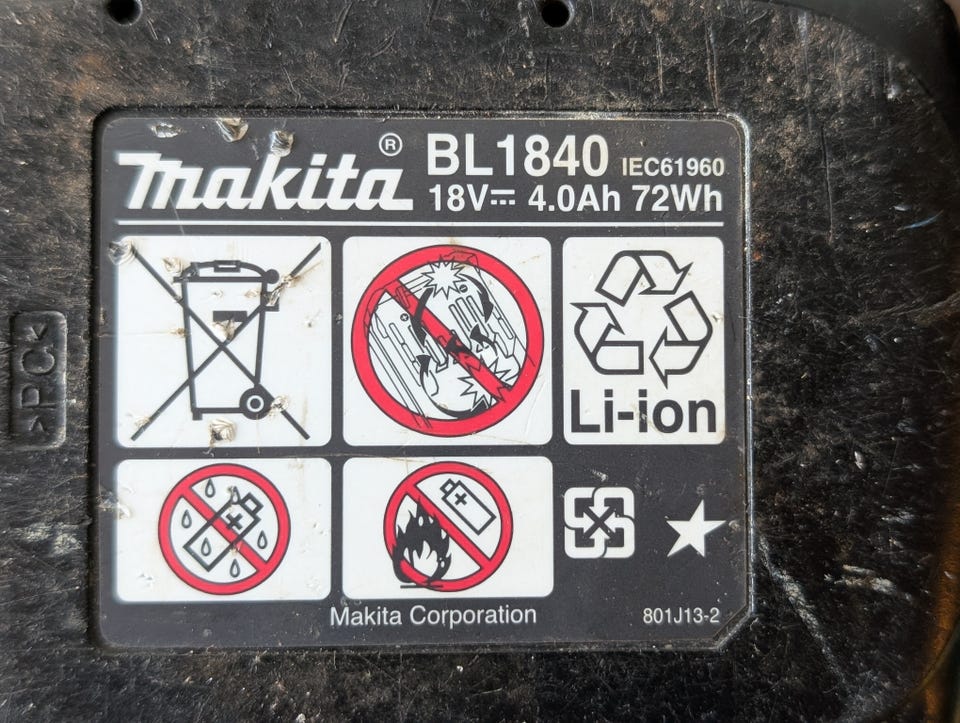 makita® BL1840 IEC61960
18V⎓ 4.0Ah 72Wh
>PC<
Li-ion
Makita Corporation
801J13-2